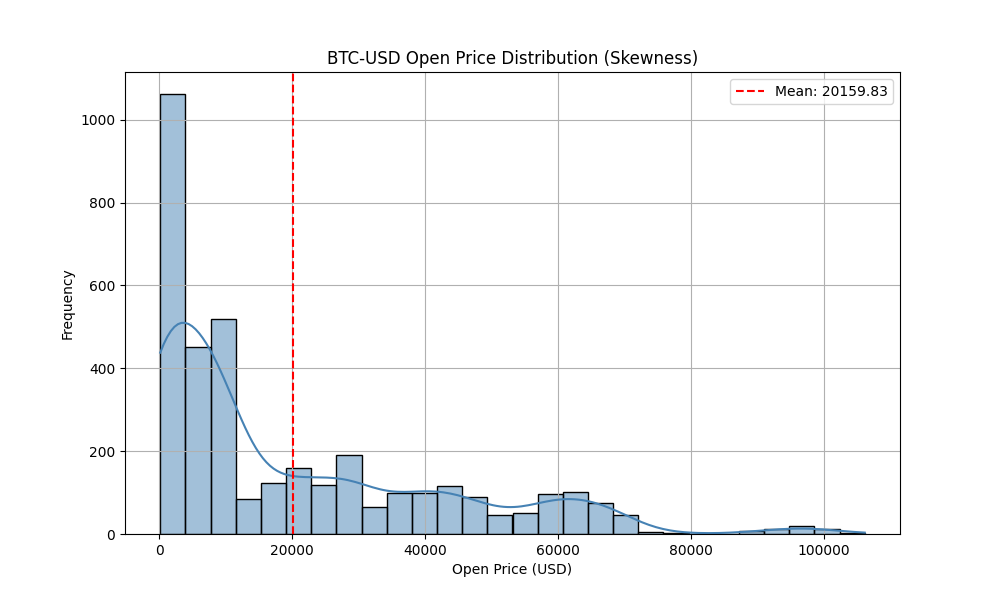 BTC-USD Open Price Distribution (Skewness)
Mean: 20159.83
Frequency
1000
800
600
400
200
0
0 20000 40000 60000 80000 100000
Open Price (USD)